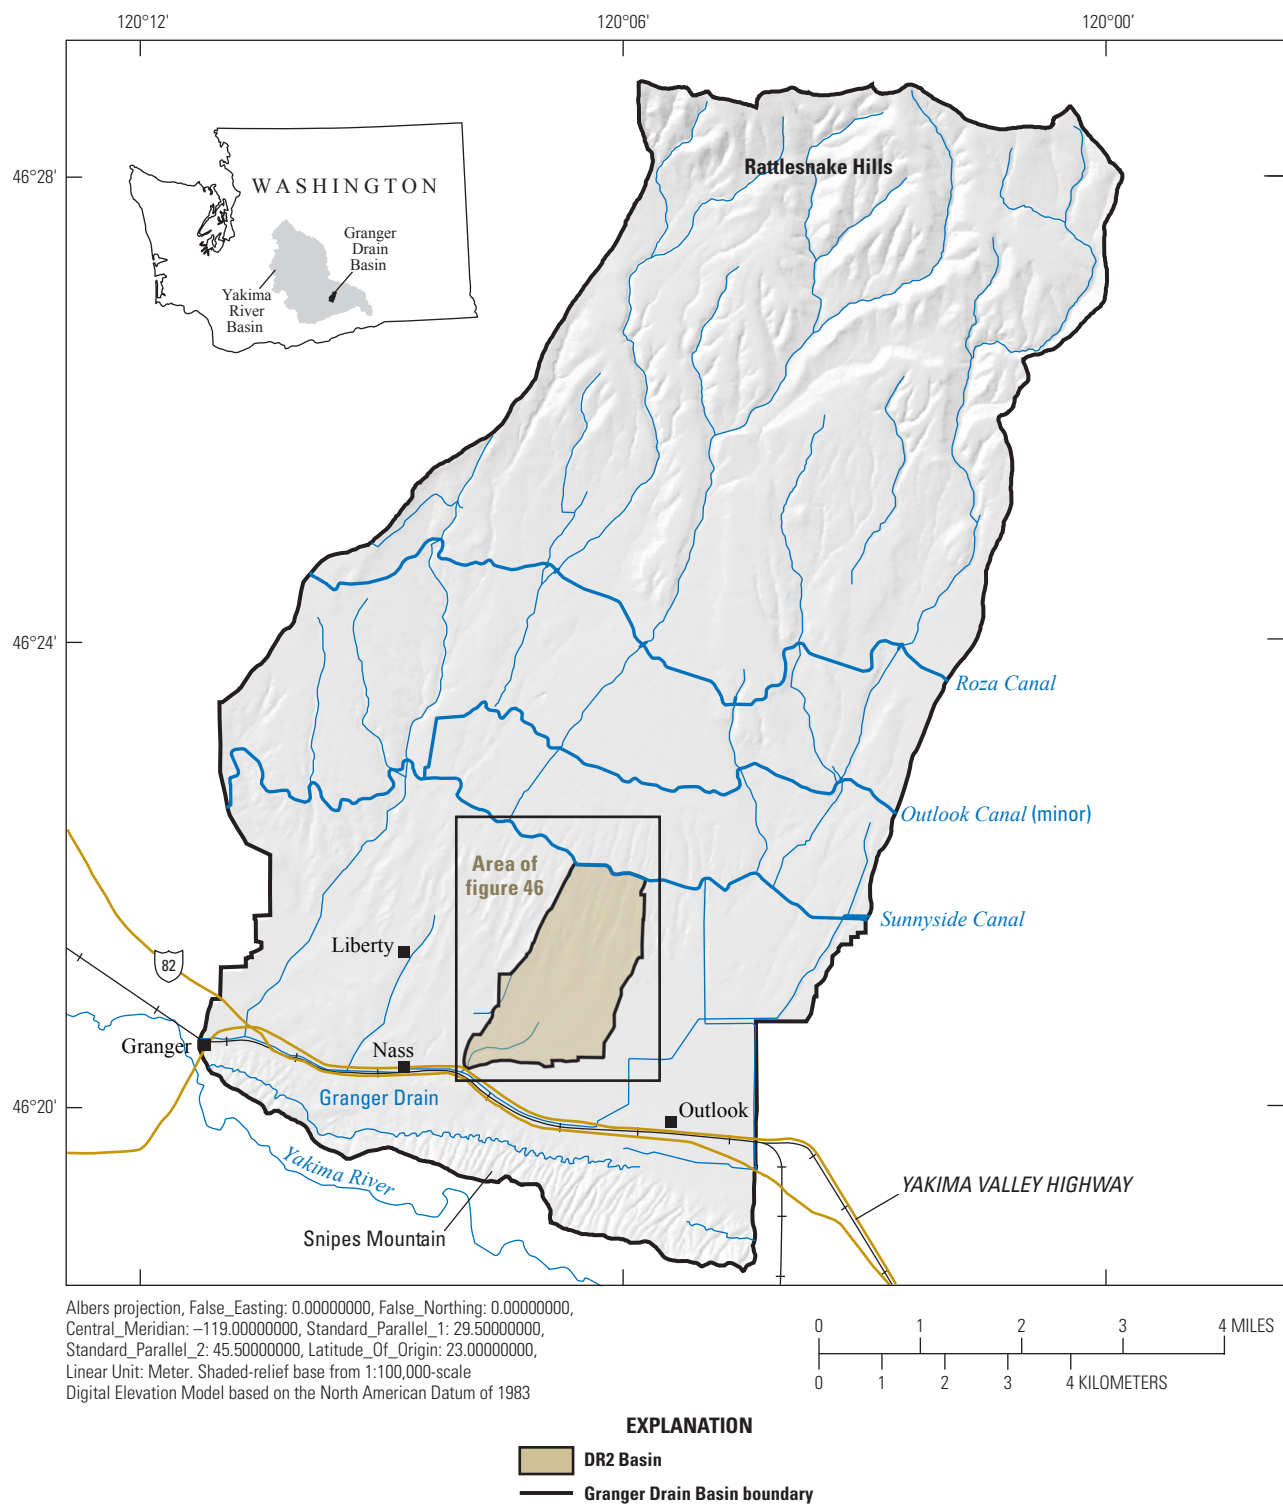 120°12'
120°06'
120°00'
Rattlesnake Hills
46°28'
WASHINGTON
Granger
Drain
Basin
Yakima
River
Basin
46°24'
Roza Canal
Outlook Canal (minor)
Area of
figure 46
Sunnyside Canal
Liberty
82
Granger
Nass
Granger Drain
46°20'
Outlook
Yakima River
YAKIMA VALLEY HIGHWAY
Snipes Mountain
Albers projection, False_Easting: 0.00000000, False_Northing: 0.00000000,
Central_Meridian: –119.00000000, Standard_Parallel_1: 29.50000000,
Standard_Parallel_2: 45.50000000, Latitude_Of_Origin: 23.00000000,
Linear Unit: Meter. Shaded-relief base from 1:100,000-scale
Digital Elevation Model based on the North American Datum of 1983
0 1 2 3 4 MILES
0 1 2 3 4 KILOMETERS
EXPLANATION
DR2 Basin
Granger Drain Basin boundary